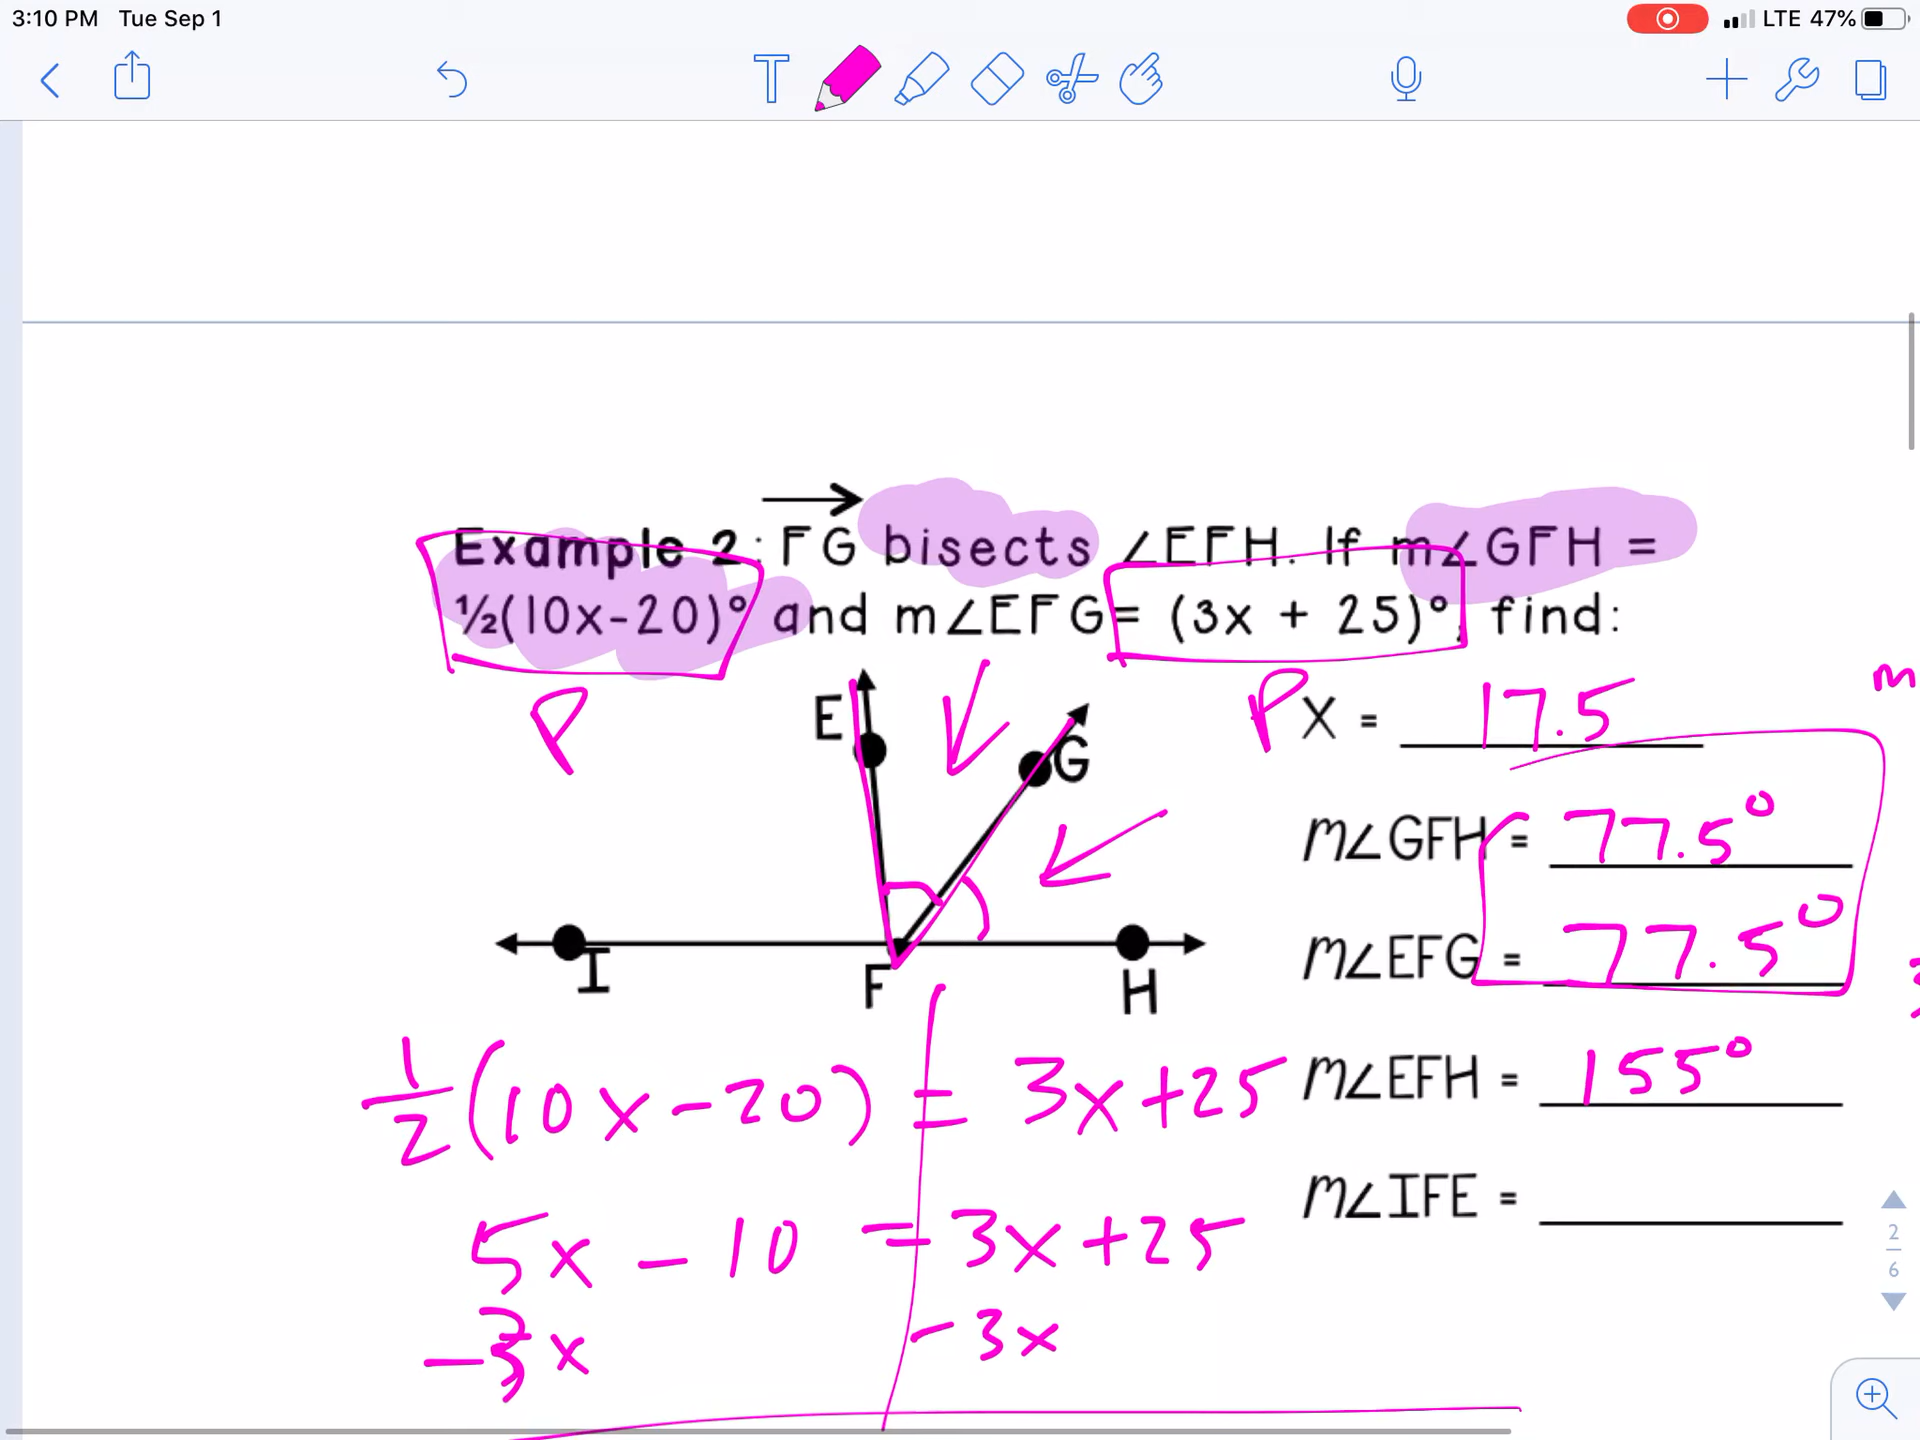 3:10 PM Tue Sep 1
LTE 47%
T
Example 2: FG bisects ∠EFH. If m∠GFH =
½(10x-20)° and m∠EFG= (3x + 25)°, find:
P
E
G
I
F
H
P
X = 17.5
m
m∠GFH = 77.5°
m∠EFG = 77.5°
m∠EFH = 155°
m∠IFE =
1/2(10x-20) = 3x+25
5x - 10 = 3x+25
-3x -3x
2
6